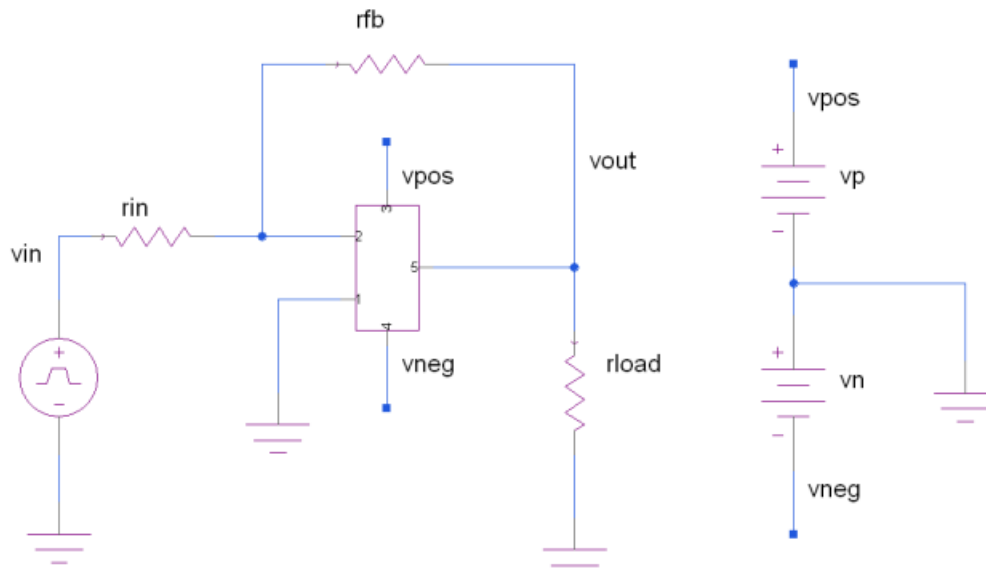 rfb
vpos
vpos
vout
vp
rin
3
vin
2
5
1
4
vneg
rload
vn
vneg
+
−
+
−
+
−